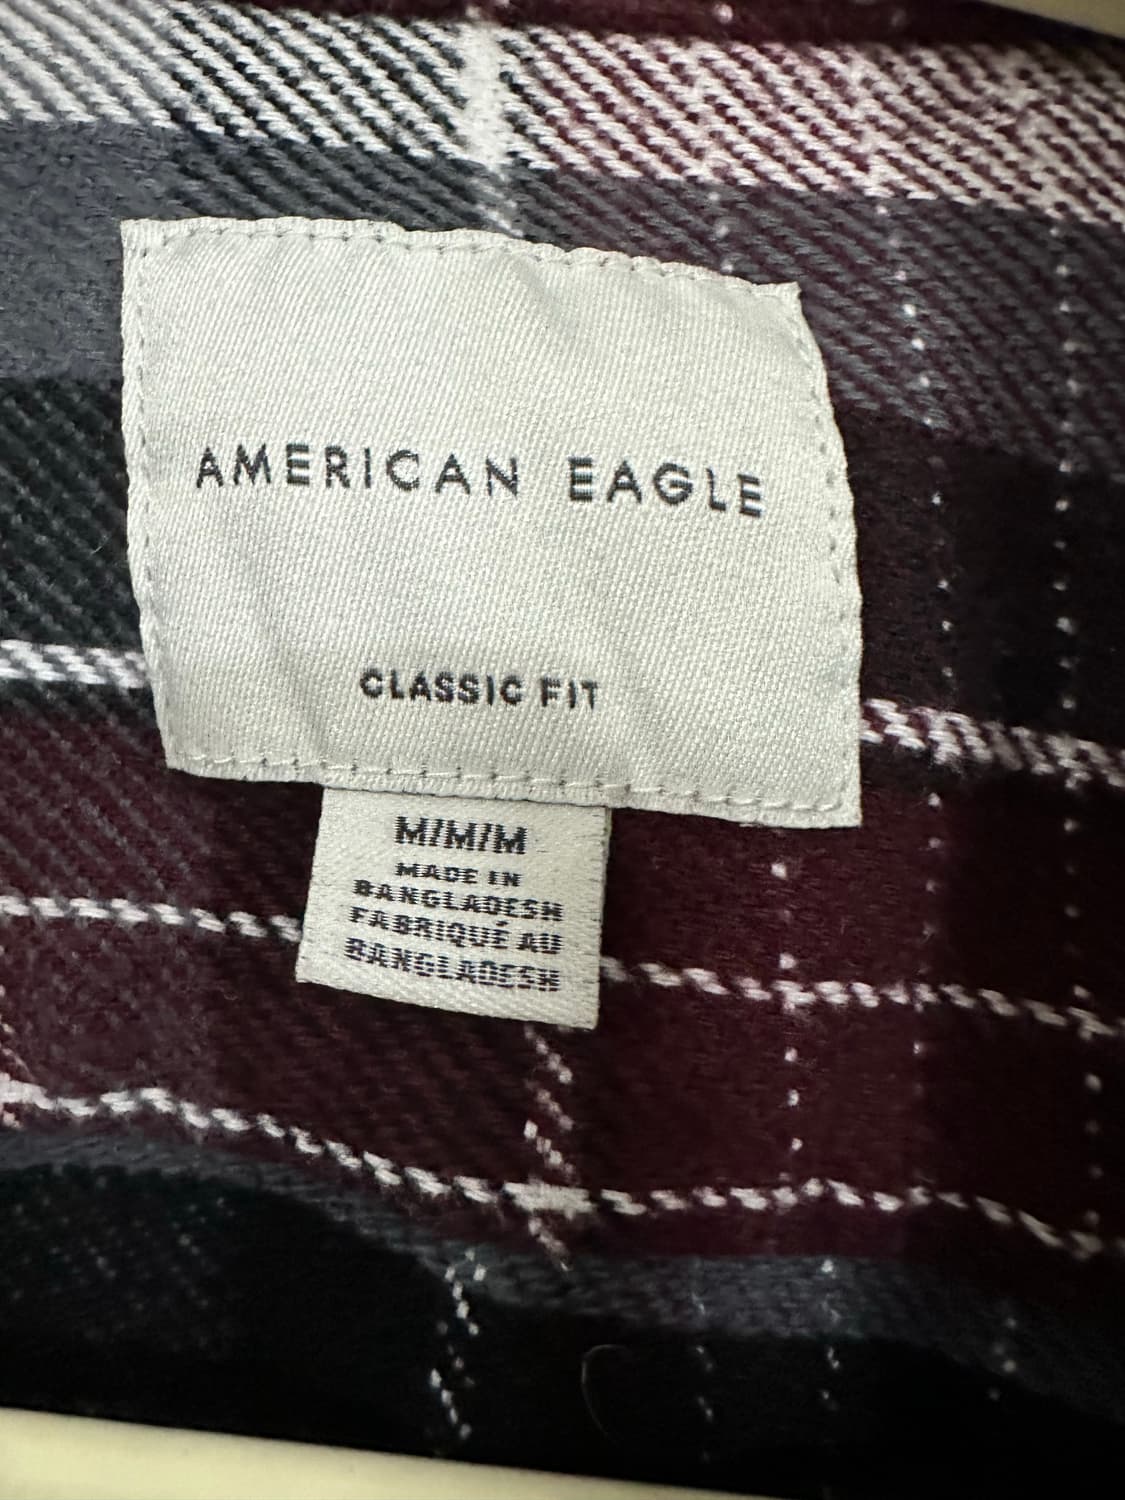 AMERICAN EAGLE
CLASSIC FIT
M/M/M
MADE IN
BANGLADESH
FABRIQUÉ AU
BANGLADESH